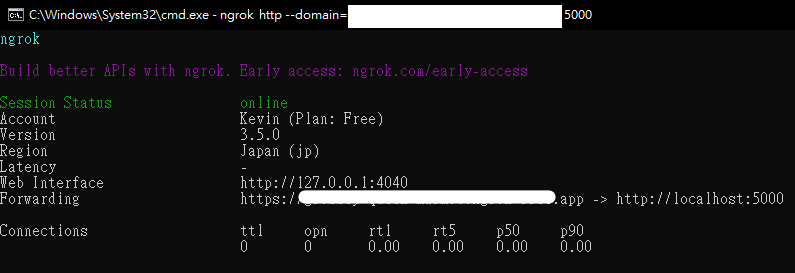 C:\Windows\System32\cmd.exe - ngrok http --domain= 5000
ngrok
Build better APIs with ngrok. Early access: ngrok.com/early-access
Session Status online
Account Kevin (Plan: Free)
Version 3.5.0
Region Japan (jp)
Latency -
Web Interface http://127.0.0.1:4040
Forwarding https:// .app -> http://localhost:5000
Connections ttl opn rt1 rt5 p50 p90
0 0 0.00 0.00 0.00 0.00